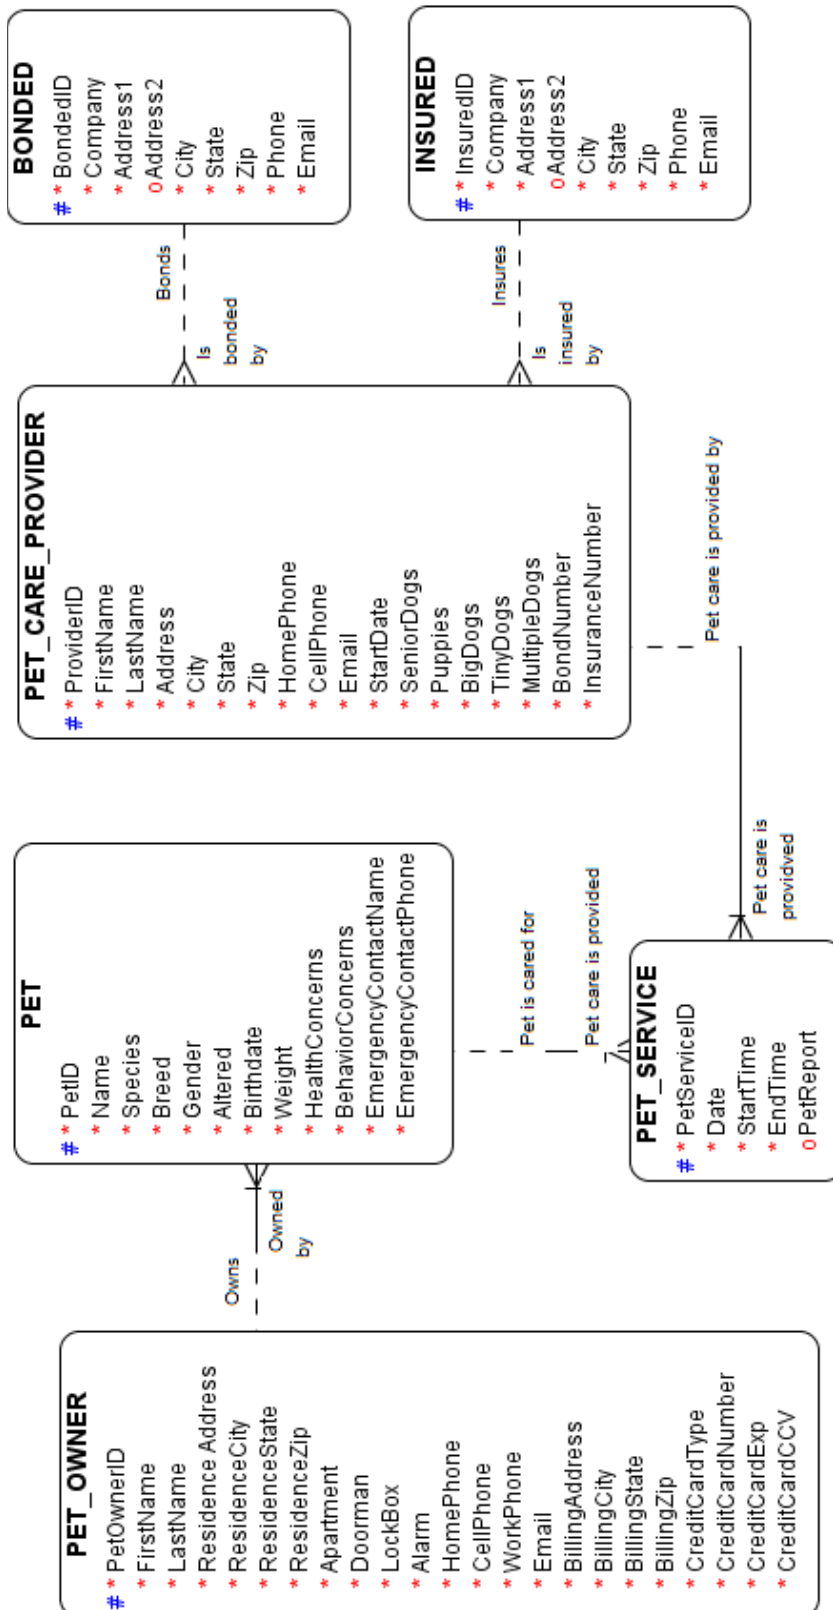 PET_OWNER
# * PetOwnerID
* FirstName
* LastName
* Residence Address
* ResidenceCity
* ResidenceState
* ResidenceZip
* Apartment
* Doorman
* LockBox
* Alarm
* HomePhone
* CellPhone
* WorkPhone
* Email
* BillingAddress
* BillingCity
* BillingState
* BillingZip
* CreditCardType
* CreditCardNumber
* CreditCardExp
* CreditCardCCV
Owns
Owned
by
PET
# * PetID
* Name
* Species
* Breed
* Gender
* Altered
* Birthdate
* Weight
* HealthConcerns
* BehaviorConcerns
* EmergencyContactName
* EmergencyContactPhone
Pet is cared for
Pet care is provided
PET_SERVICE
# * PetServiceID
* Date
* StartTime
* EndTime
o PetReport
Pet care is
providved
Pet care is provided by
PET_CARE_PROVIDER
# * ProviderID
* FirstName
* LastName
* Address
* City
* State
* Zip
* HomePhone
* CellPhone
* Email
* StartDate
* SeniorDogs
* Puppies
* BigDogs
* TinyDogs
* MultipleDogs
* BondNumber
* InsuranceNumber
Is
bonded
by
Bonds
BONDED
# * BondedID
* Company
* Address1
o Address2
* City
* State
* Zip
* Phone
* Email
Is
insured
by
Insures
INSURED
# * InsuredID
* Company
* Address1
o Address2
* City
* State
* Zip
* Phone
* Email